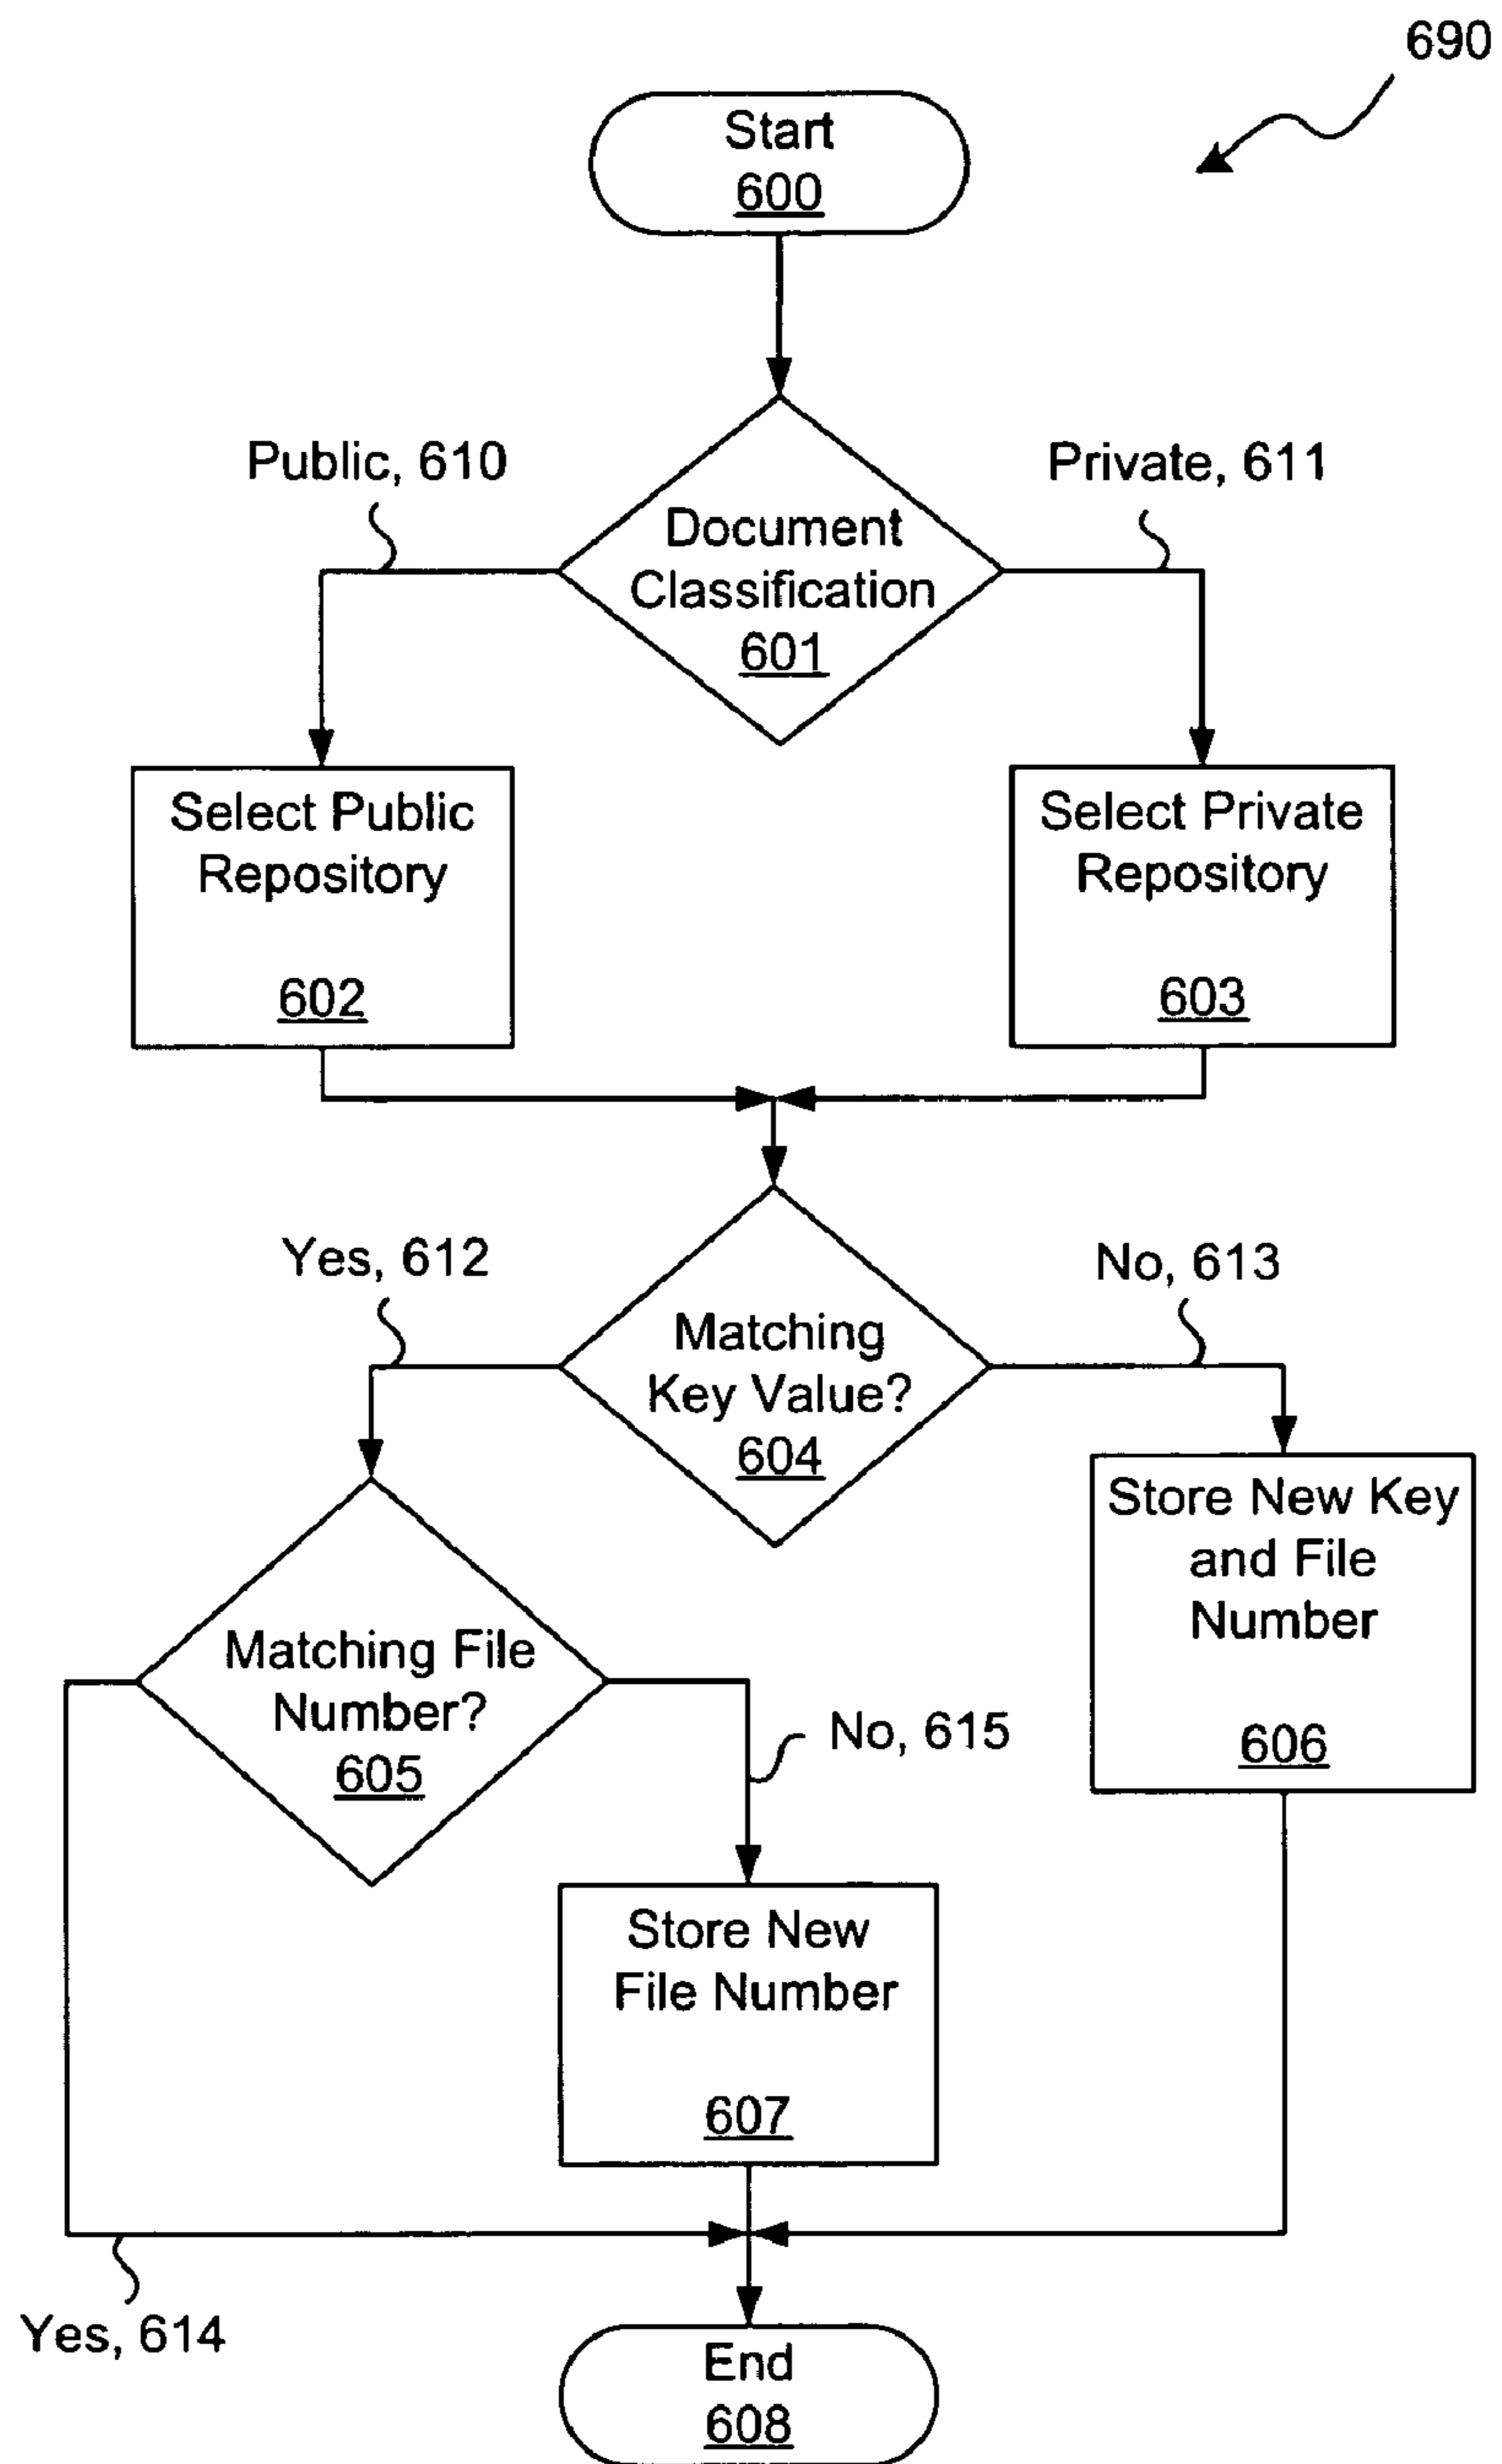 690
Start
600
Public, 610
Private, 611
Document
Classification
601
Select Public
Repository
602
Select Private
Repository
603
Yes, 612
No, 613
Matching
Key Value?
604
Store New Key
and File
Number
606
Matching File
Number?
605
No, 615
Store New
File Number
607
Yes, 614
End
608